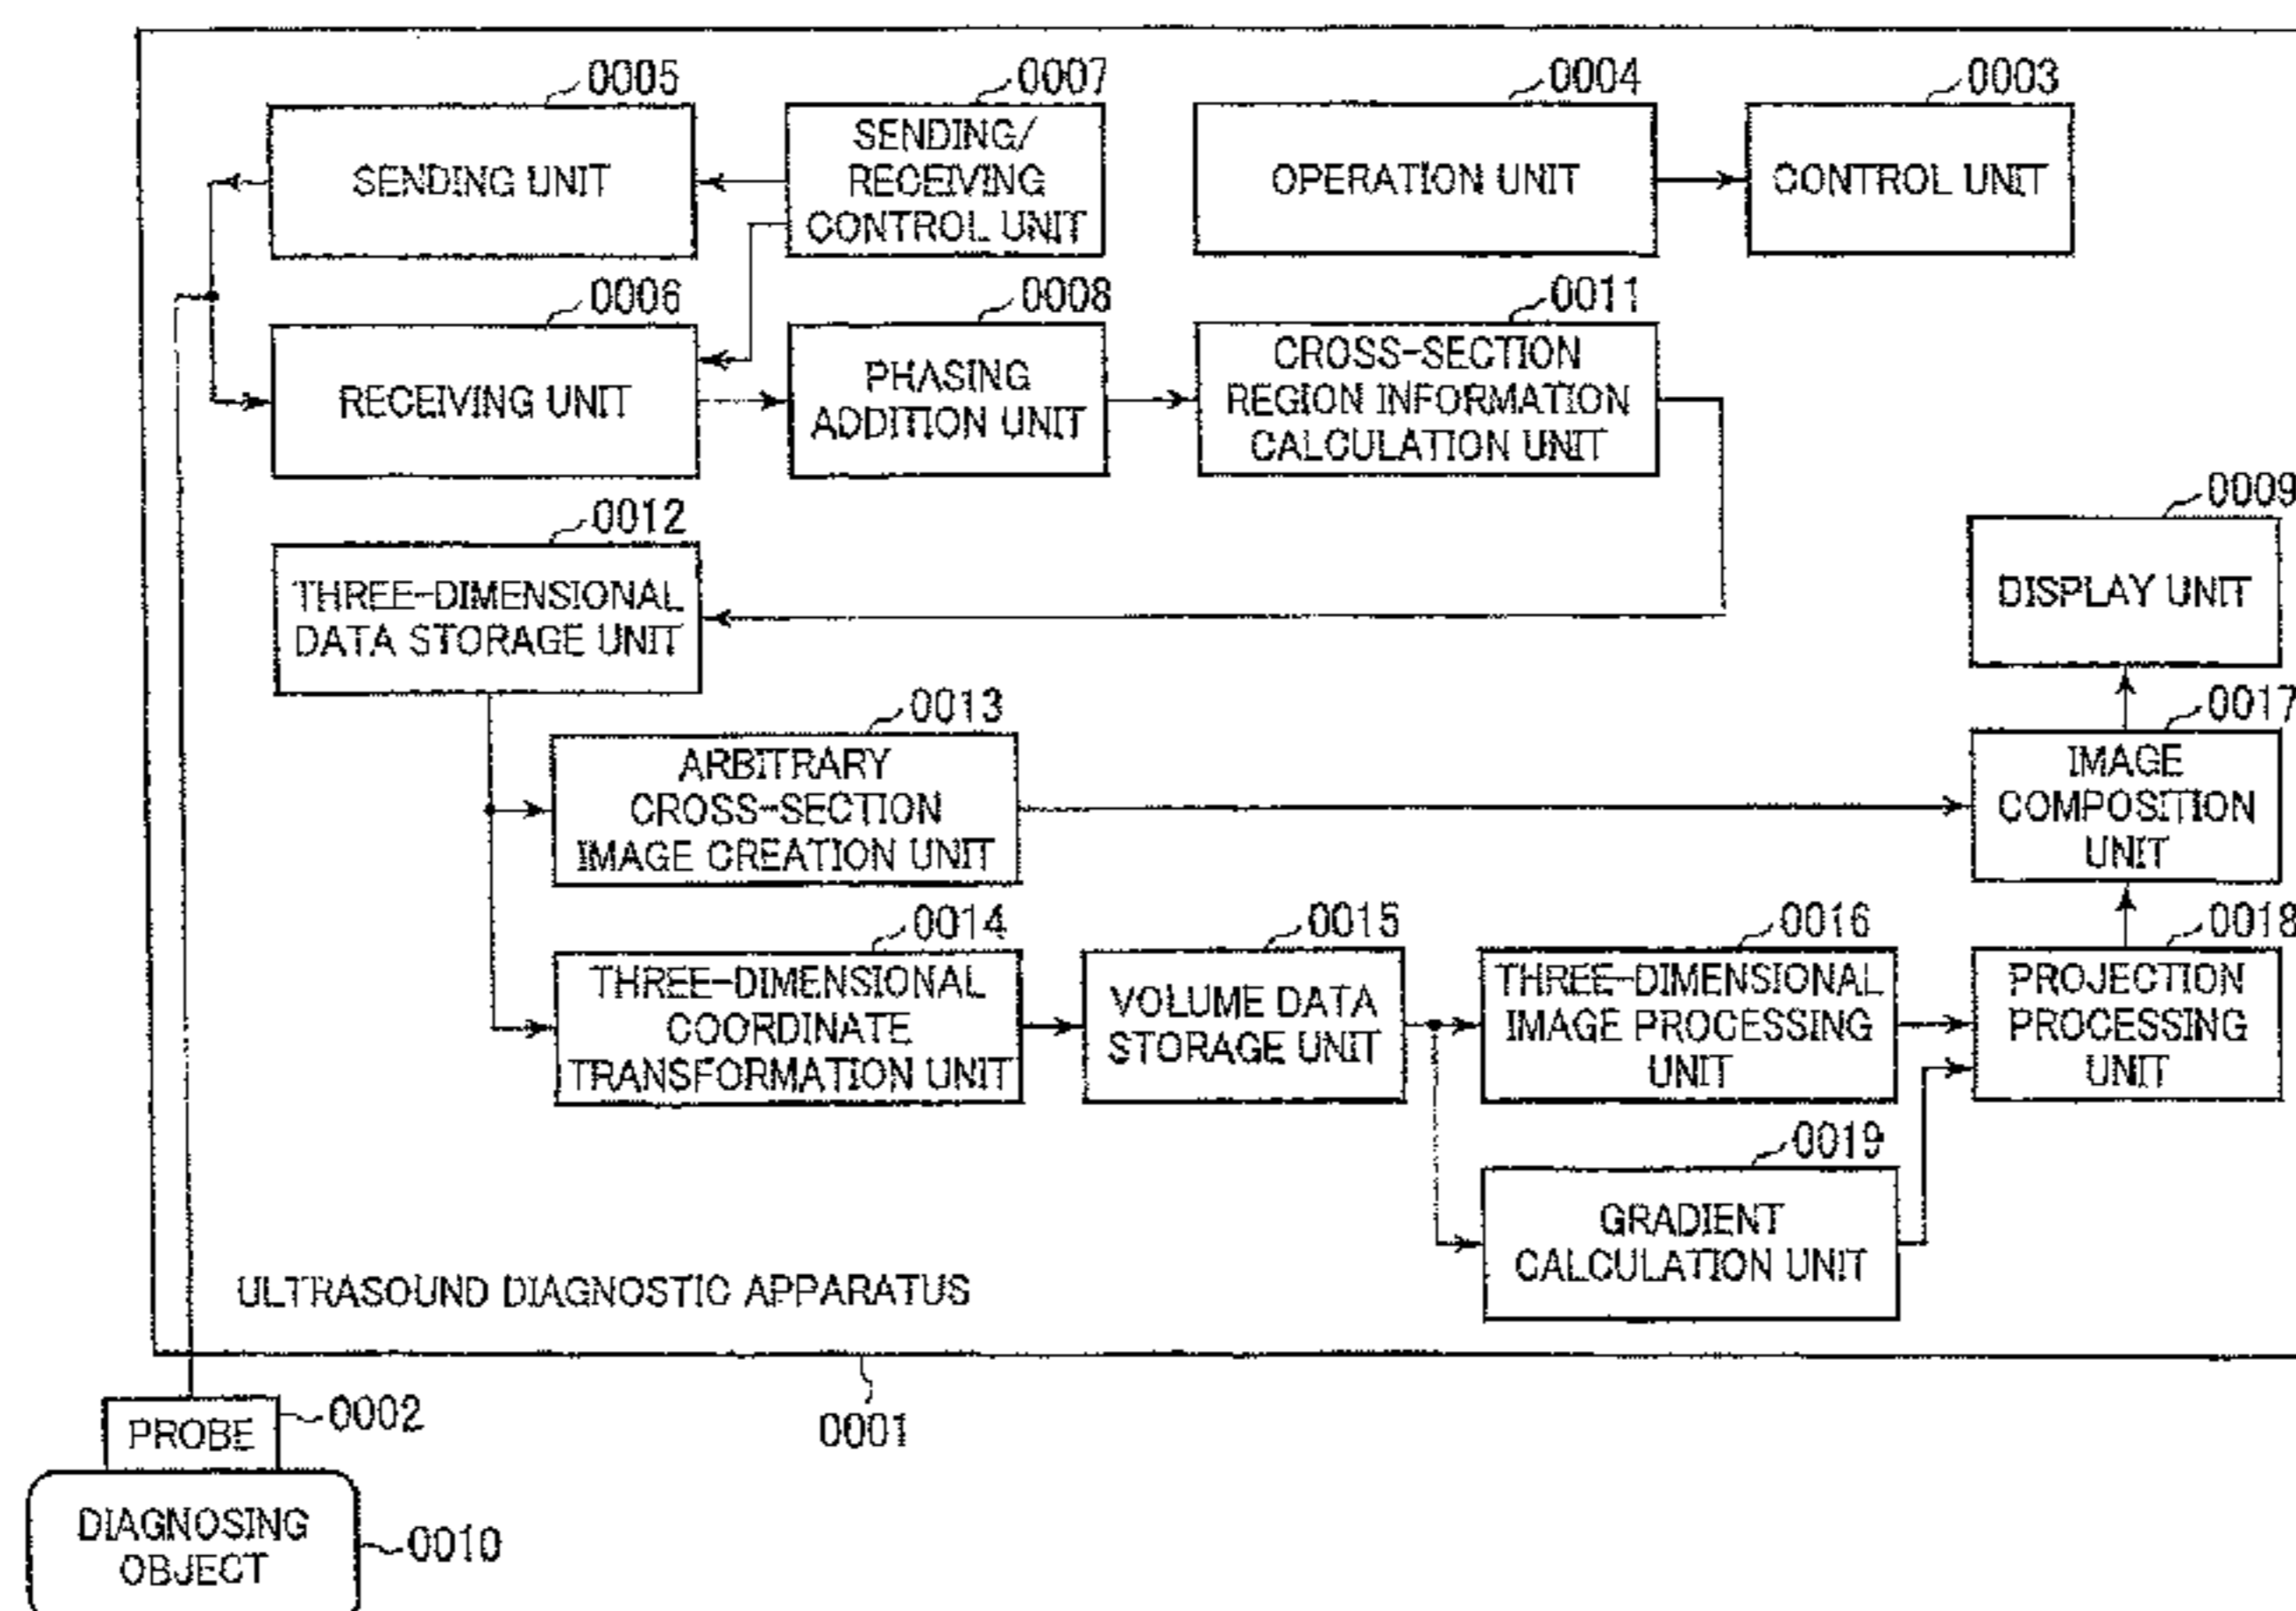 0005
SENDING UNIT
0007
SENDING/
RECEIVING
CONTROL UNIT
0004
OPERATION UNIT
0003
CONTROL UNIT
0006
RECEIVING UNIT
0008
PHASING
ADDITION UNIT
0011
CROSS-SECTION
REGION INFORMATION
CALCULATION UNIT
0012
THREE-DIMENSIONAL
DATA STORAGE UNIT
0009
DISPLAY UNIT
0013
ARBITRARY
CROSS-SECTION
IMAGE CREATION UNIT
0017
IMAGE
COMPOSITION
UNIT
0014
THREE-DIMENSIONAL
COORDINATE
TRANSFORMATION UNIT
0015
VOLUME DATA
STORAGE UNIT
0016
THREE-DIMENSIONAL
IMAGE PROCESSING
UNIT
0018
PROJECTION
PROCESSING
UNIT
0019
GRADIENT
CALCULATION UNIT
ULTRASOUND DIAGNOSTIC APPARATUS
0001
PROBE
0002
DIAGNOSING
OBJECT
0010